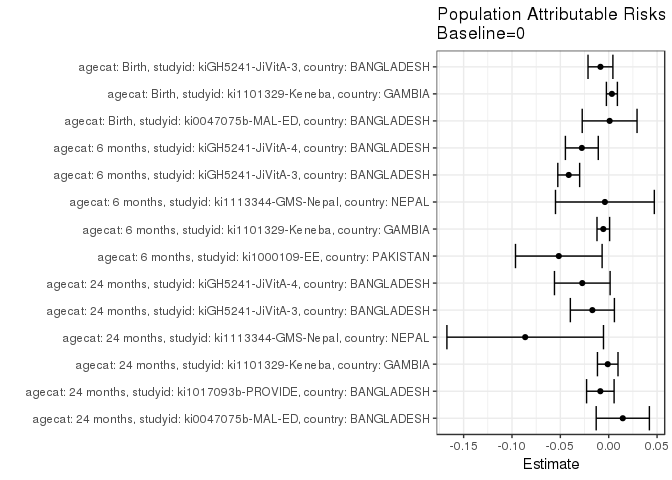 Population Attributable Risks
Baseline=0
agecat: Birth, studyid: kiGH5241-JiVitA-3, country: BANGLADESH
agecat: Birth, studyid: ki1101329-Keneba, country: GAMBIA
agecat: Birth, studyid: ki0047075b-MAL-ED, country: BANGLADESH
agecat: 6 months, studyid: kiGH5241-JiVitA-4, country: BANGLADESH
agecat: 6 months, studyid: kiGH5241-JiVitA-3, country: BANGLADESH
agecat: 6 months, studyid: ki1113344-GMS-Nepal, country: NEPAL
agecat: 6 months, studyid: ki1101329-Keneba, country: GAMBIA
agecat: 6 months, studyid: ki1000109-EE, country: PAKISTAN
agecat: 24 months, studyid: kiGH5241-JiVitA-4, country: BANGLADESH
agecat: 24 months, studyid: kiGH5241-JiVitA-3, country: BANGLADESH
agecat: 24 months, studyid: ki1113344-GMS-Nepal, country: NEPAL
agecat: 24 months, studyid: ki1101329-Keneba, country: GAMBIA
agecat: 24 months, studyid: ki1017093b-PROVIDE, country: BANGLADESH
agecat: 24 months, studyid: ki0047075b-MAL-ED, country: BANGLADESH
-0.15 -0.10 -0.05 0.00 0.05
Estimate